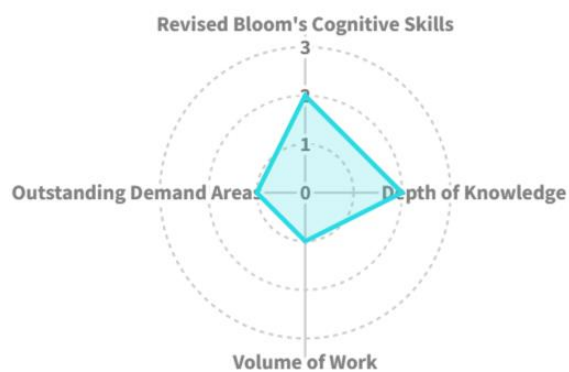 Revised Bloom's Cognitive Skills
3
2
1
Outstanding Demand Areas
0
Depth of Knowledge
Volume of Work